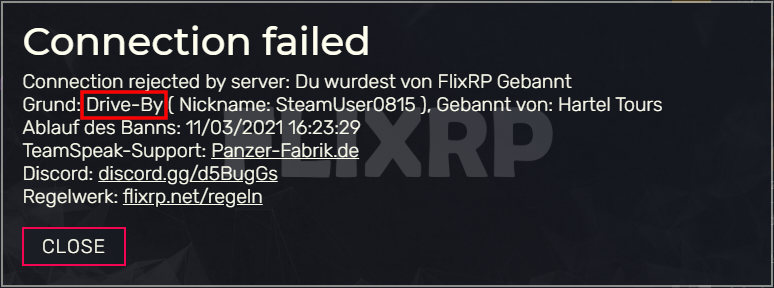 Connection failed
Connection rejected by server: Du wurdest von FlixRP Gebannt
Grund: Drive-By ( Nickname: SteamUser0815 ), Gebannt von: Hartel Tours
Ablauf des Banns: 11/03/2021 16:23:29
TeamSpeak-Support: Panzer-Fabrik.de
Discord: discord.gg/d5BugGs
Regelwerk: flixrp.net/regeln
FLIXRP
CLOSE